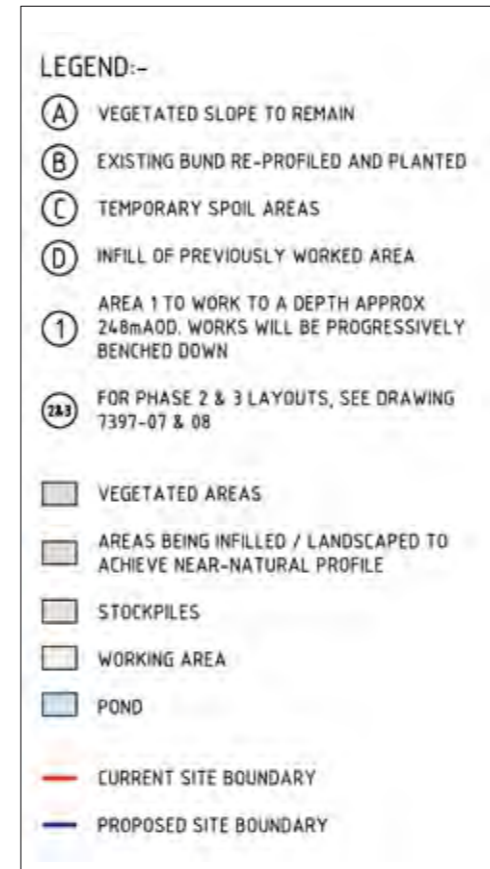 LEGEND:-
A VEGETATED SLOPE TO REMAIN
B EXISTING BUND RE-PROFILED AND PLANTED
C TEMPORARY SPOIL AREAS
D INFILL OF PREVIOUSLY WORKED AREA
1 AREA 1 TO WORK TO A DEPTH APPROX
248mAOD. WORKS WILL BE PROGRESSIVELY
BENCHED DOWN
2&3 FOR PHASE 2 & 3 LAYOUTS, SEE DRAWING
7397-07 & 08
VEGETATED AREAS
AREAS BEING INFILLED / LANDSCAPED TO
ACHIEVE NEAR-NATURAL PROFILE
STOCKPILES
WORKING AREA
POND
CURRENT SITE BOUNDARY
PROPOSED SITE BOUNDARY